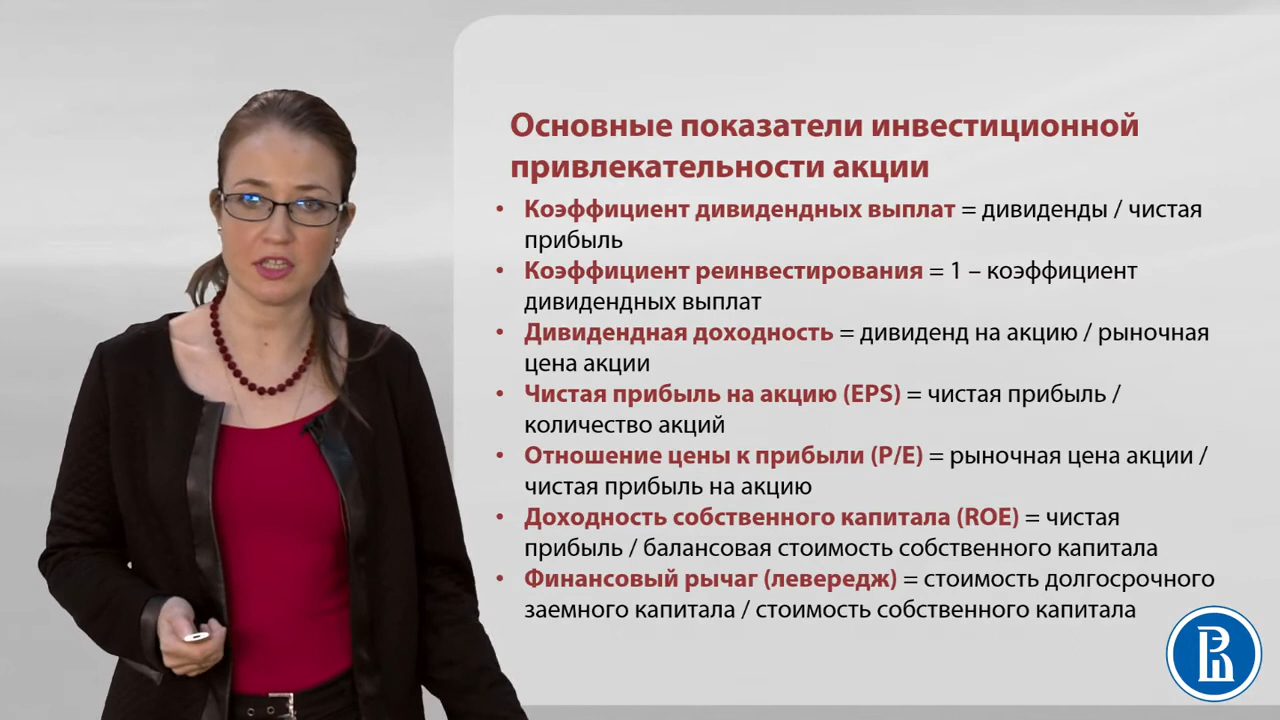 Основные показатели инвестиционной
привлекательности акции
• Коэффициент дивидендных выплат = дивиденды / чистая
прибыль
• Коэффициент реинвестирования = 1 – коэффициент
дивидендных выплат
• Дивидендная доходность = дивиденд на акцию / рыночная
цена акции
• Чистая прибыль на акцию (EPS) = чистая прибыль /
количество акций
• Отношение цены к прибыли (P/E) = рыночная цена акции /
чистая прибыль на акцию
• Доходность собственного капитала (ROE) = чистая
прибыль / балансовая стоимость собственного капитала
• Финансовый рычаг (левередж) = стоимость долгосрочного
заемного капитала / стоимость собственного капитала